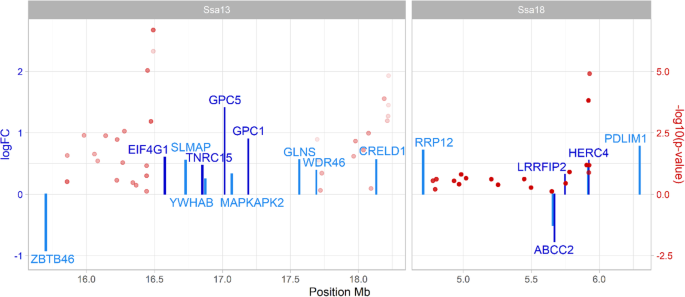 Ssa13
Ssa18
2
1
0
-1
logFC
5.0
2.5
0.0
-2.5
-log10(p-value)
GPC5
GPC1
EIF4G1
SLMAP
TNRC15
YWHAB
MAPKAPK2
GLNS
WDR46
CRELD1
ZBTB46
RRP12
LRRFIP2
HERC4
PDLIM1
ABCC2
16.0
16.5
17.0
17.5
18.0
5.0
5.5
6.0
Position Mb